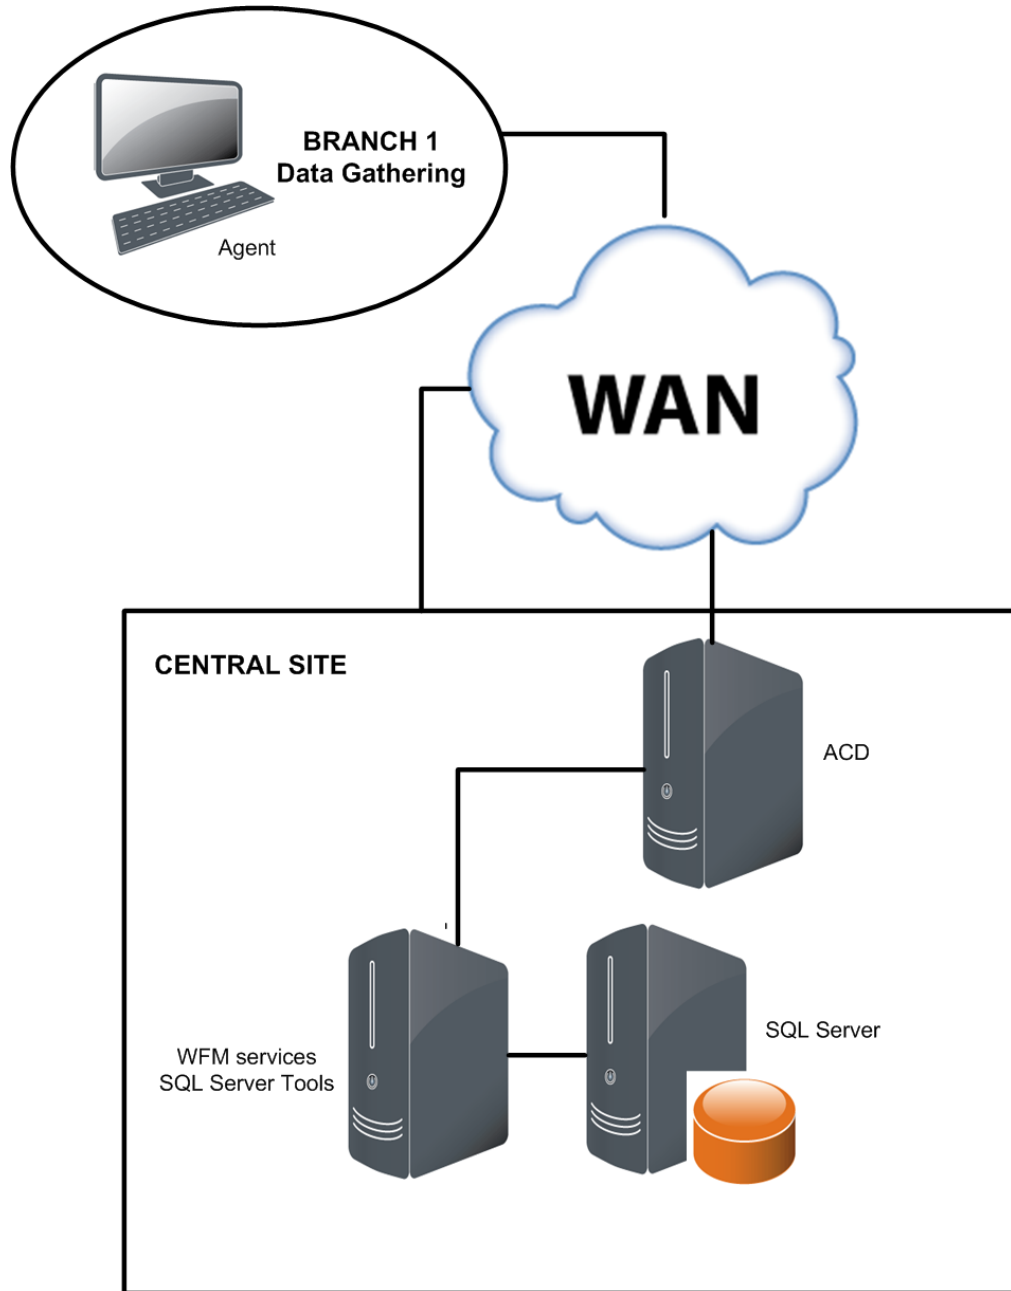 BRANCH 1
Data Gathering
Agent
WAN
CENTRAL SITE
ACD
SQL Server
WFM services
SQL Server Tools